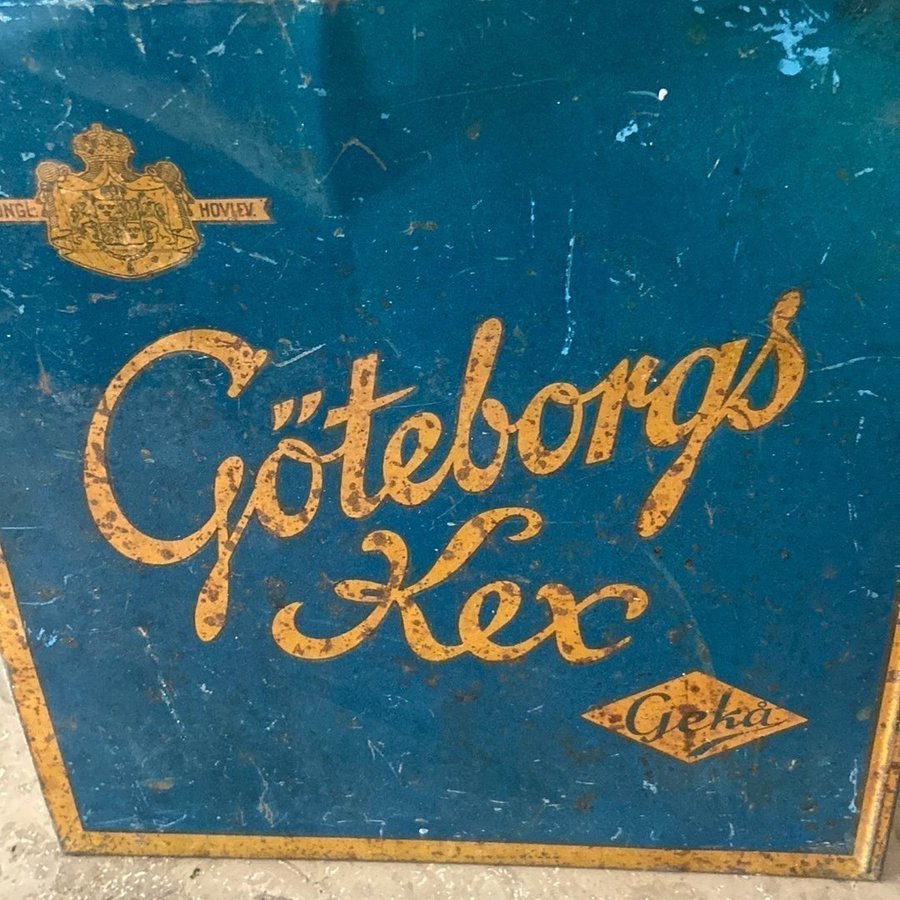 HOVLEV.
Göteborgs
Kex
Gekå